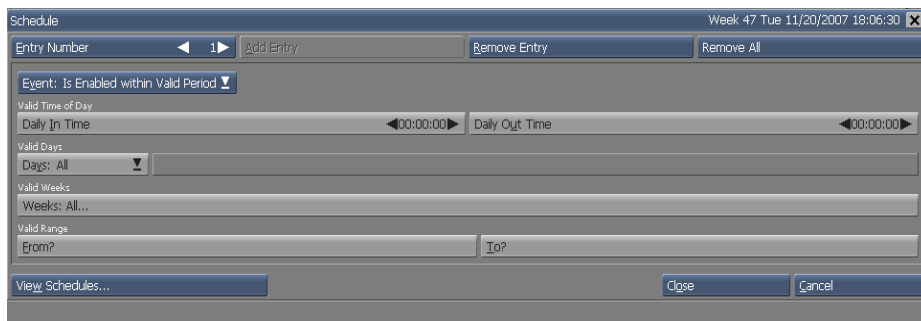 Schedule Week 47 Tue 11/20/2007 18:06:30
Entry Number 1 Add Entry Remove Entry Remove All
Event: Is Enabled within Valid Period
Valid Time of Day
Daily In Time 00:00:00 Daily Out Time 00:00:00
Valid Days
Days: All
Valid Weeks
Weeks: All...
Valid Range
From? To?
View Schedules... Close Cancel